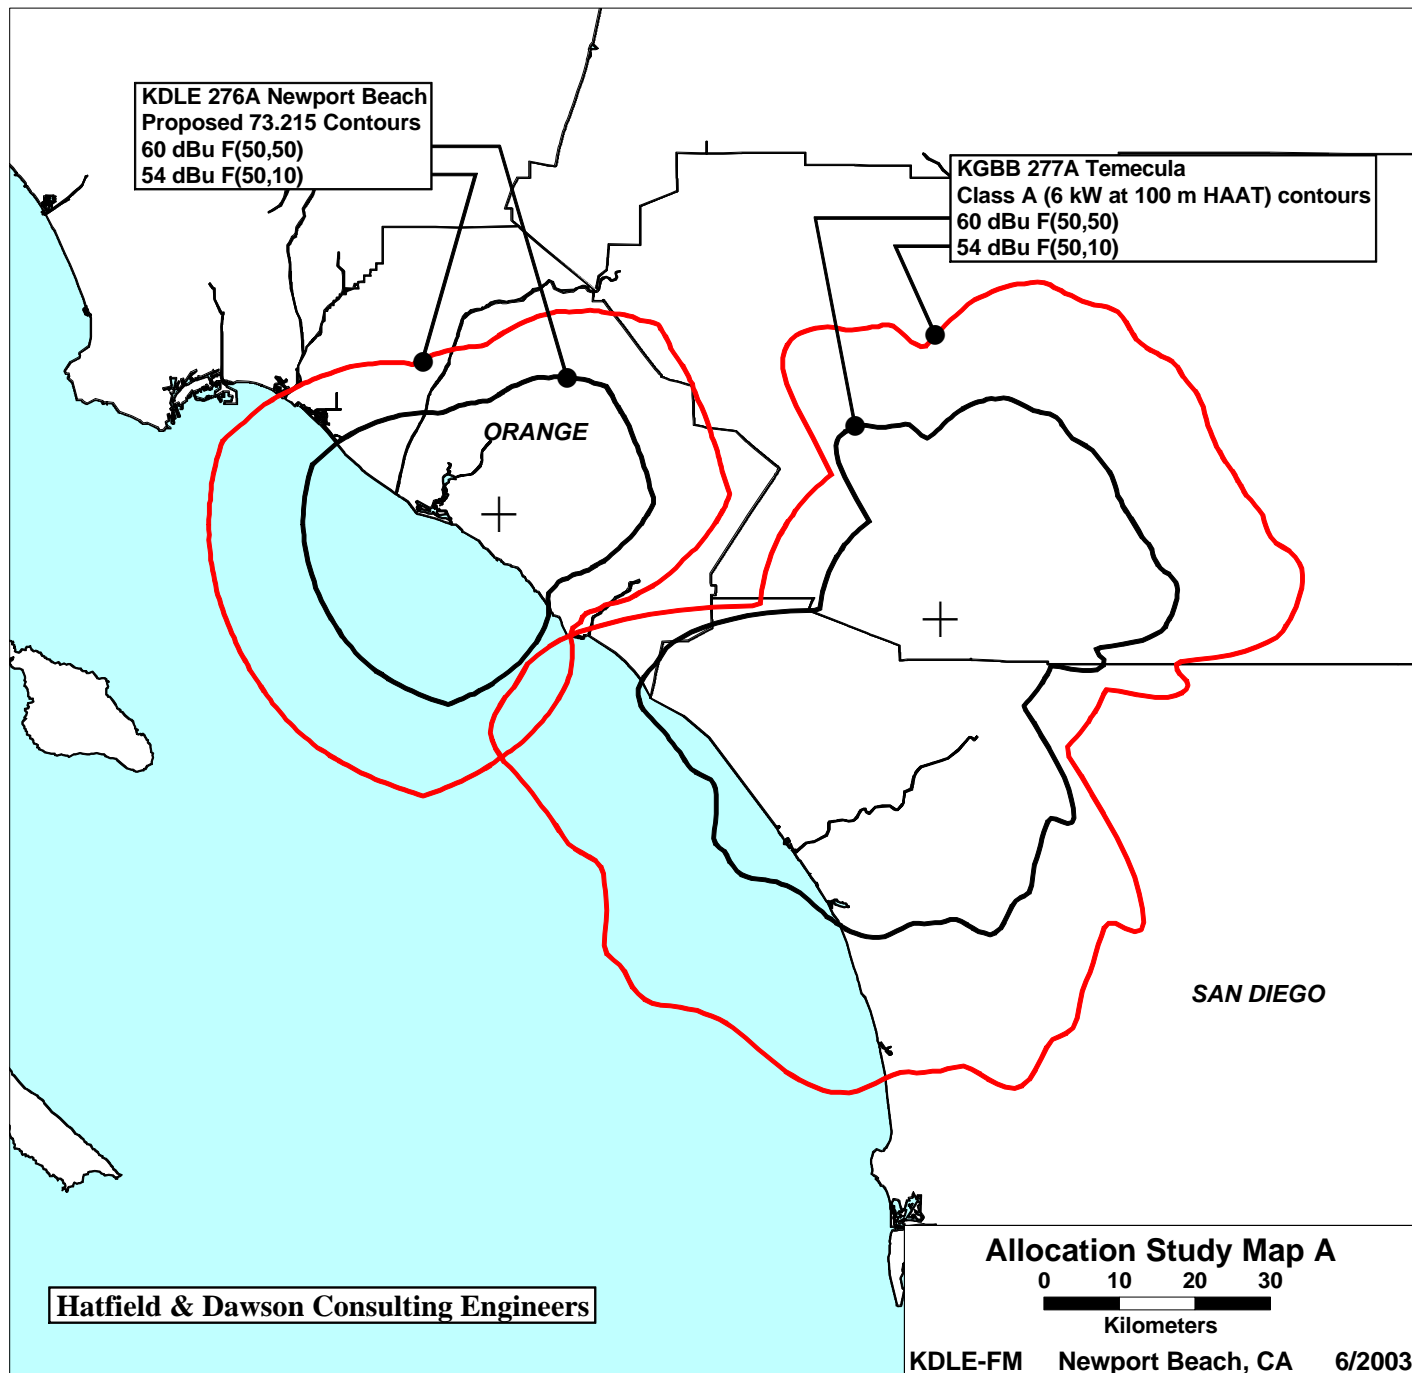 KDLE 276A Newport Beach
Proposed 73.215 Contours
60 dBu F(50,50)
54 dBu F(50,10)
KGBB 277A Temecula
Class A (6 kW at 100 m HAAT) contours
60 dBu F(50,50)
54 dBu F(50,10)
ORANGE
SAN DIEGO
Allocation Study Map A
0 10 20 30
Kilometers
KDLE-FM Newport Beach, CA 6/2003
Hatfield & Dawson Consulting Engineers